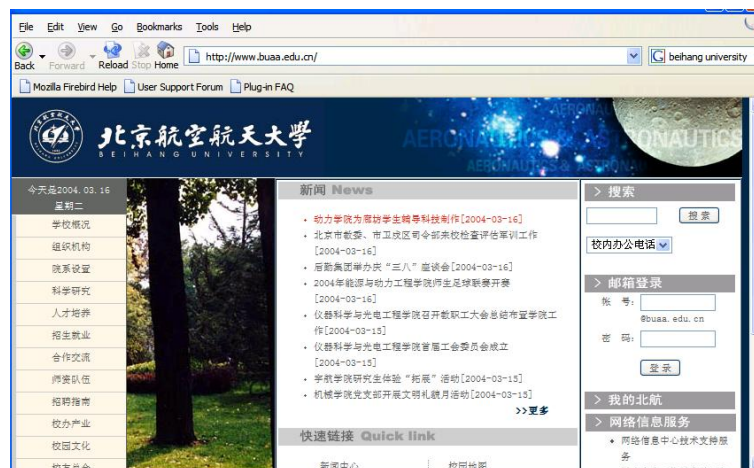 File Edit View Go Bookmarks Tools Help
Back Forward Reload Stop Home http://www.buaa.edu.cn/ beihang university
Mozilla Firebird Help User Support Forum Plug-in FAQ
北京航空航天大學
BEIHANG UNIVERSITY
AERONAUTICS & ASTRONAUTICS
今天是2004.03.16
星期二
学校概况
组织机构
院系设置
科学研究
人才培养
招生就业
合作交流
师资队伍
招聘指南
校办产业
校园文化
校友总会
新闻 News
动力学院为廊坊学生辅导科技制作[2004-03-16]
北京市教委、市卫戍区司令部来校检查评估军训工作
[2004-03-16]
后勤集团举办庆“三八”座谈会[2004-03-16]
2004年能源与动力工程学院师生足球联赛开赛
[2004-03-16]
仪器科学与光电工程学院召开教职工大会总结布置学院工
作[2004-03-15]
仪器科学与光电工程学院首届工会委员会成立
[2004-03-15]
宇航学院研究生体验“拓展”活动[2004-03-15]
机械学院党支部开展文明礼貌月活动[2004-03-15]
>>更多
快速链接 Quick link
新闻中心 校园地图
> 搜索
搜索
校内办公电话
> 邮箱登录
帐 号:
@buaa.edu.cn
密 码:
登录
> 我的北航
> 网络信息服务
网络信息中心技术支持服
务